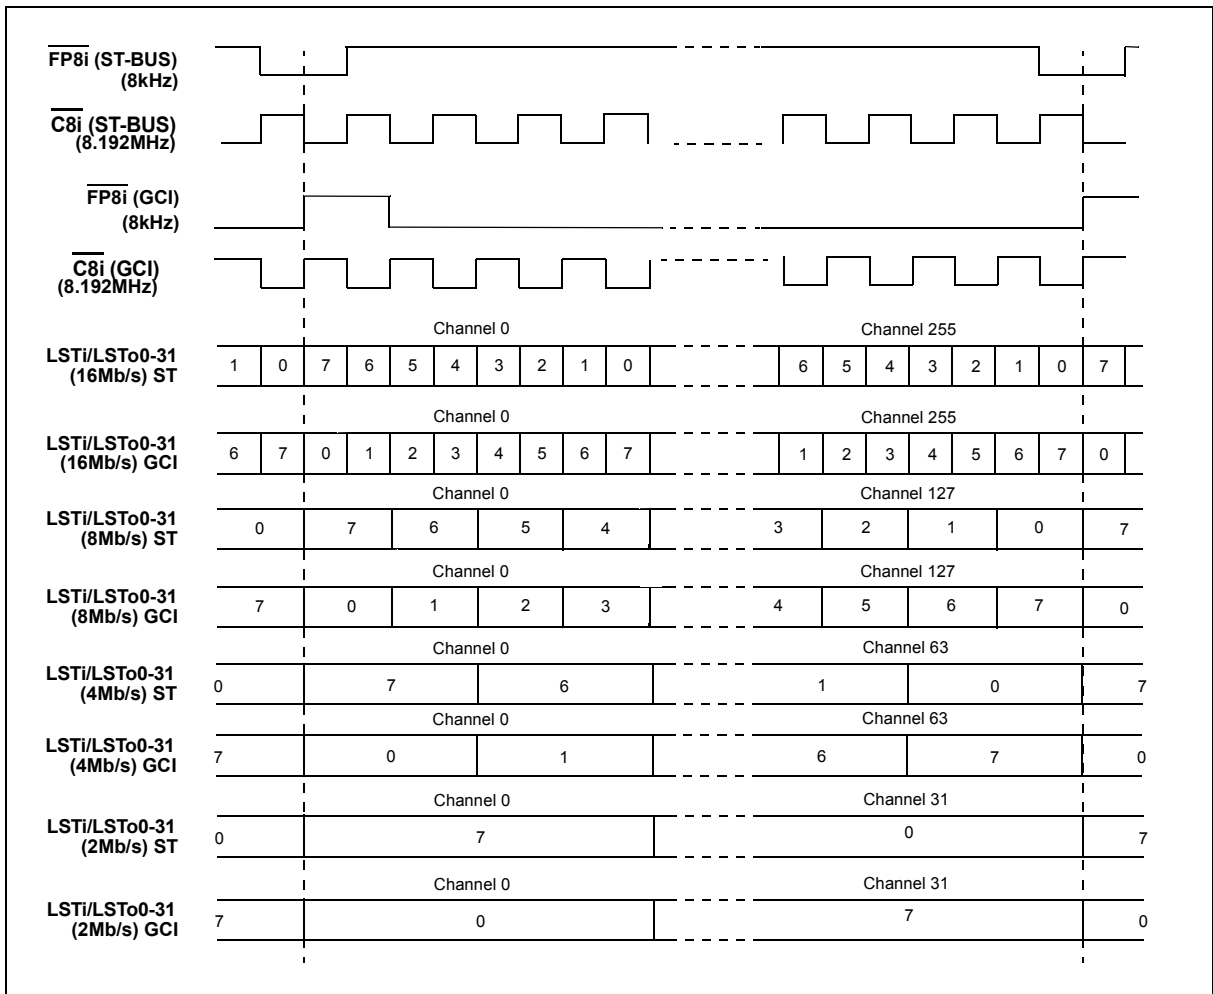 FP8i (ST-BUS)
(8kHz)
C8i (ST-BUS)
(8.192MHz)
FP8i (GCI)
(8kHz)
C8i (GCI)
(8.192MHz)
Channel 0 Channel 255
LSTi/LSTo0-31
(16Mb/s) ST
1 0 7 6 5 4 3 2 1 0 6 5 4 3 2 1 0 7
Channel 0 Channel 255
LSTi/LSTo0-31
(16Mb/s) GCI
6 7 0 1 2 3 4 5 6 7 1 2 3 4 5 6 7 0
Channel 0 Channel 127
LSTi/LSTo0-31
(8Mb/s) ST
0 7 6 5 4 3 2 1 0 7
Channel 0 Channel 127
LSTi/LSTo0-31
(8Mb/s) GCI
7 0 1 2 3 4 5 6 7 0
Channel 0 Channel 63
LSTi/LSTo0-31
(4Mb/s) ST
0 7 6 1 0 7
Channel 0 Channel 63
LSTi/LSTo0-31
(4Mb/s) GCI
7 0 1 6 7 0
Channel 0 Channel 31
LSTi/LSTo0-31
(2Mb/s) ST
0 7 0 7
Channel 0 Channel 31
LSTi/LSTo0-31
(2Mb/s) GCI
7 0 7 0